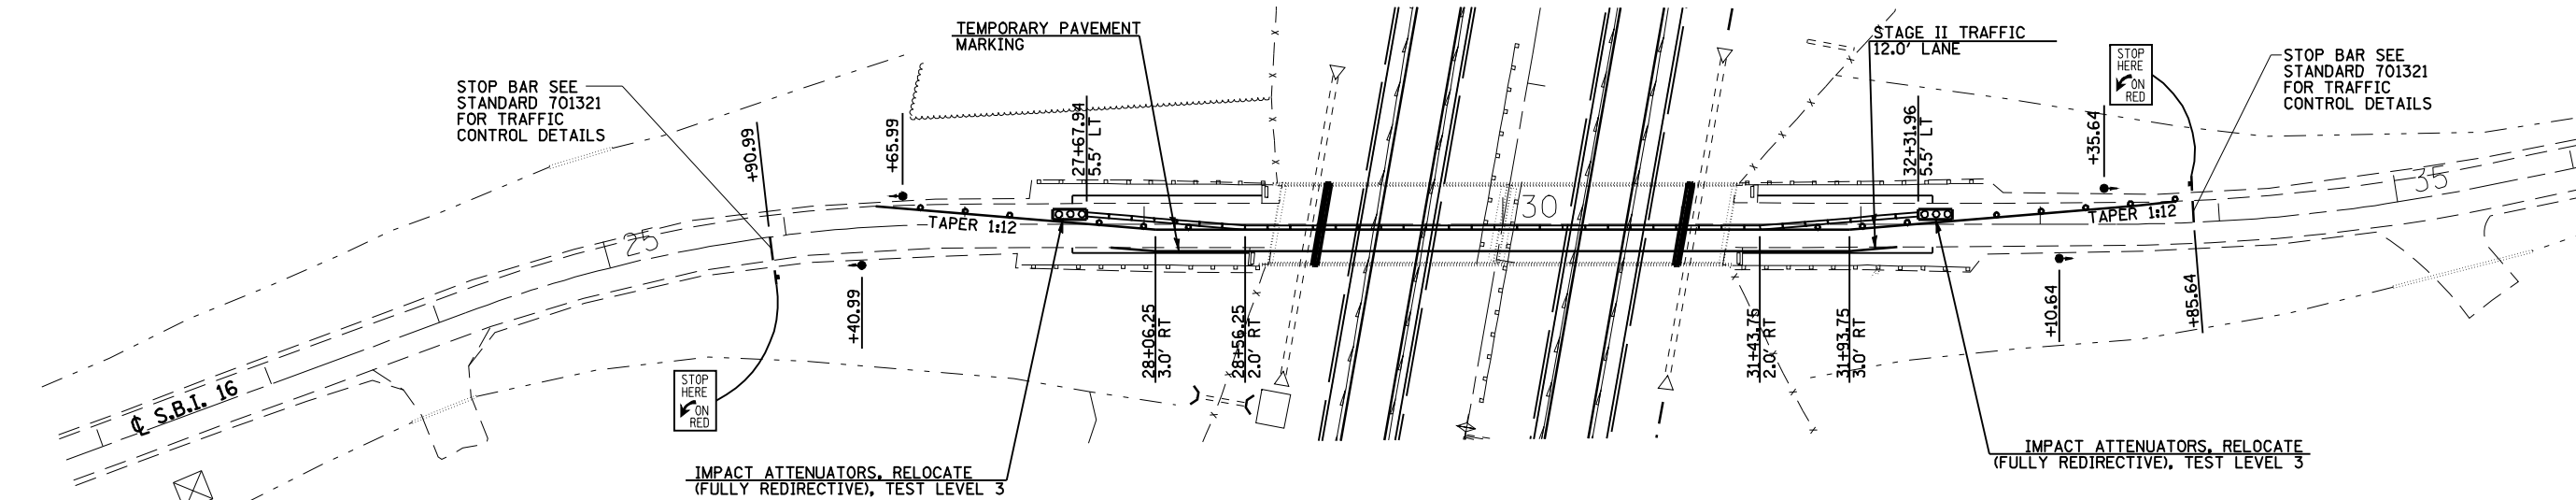 TEMPORARY PAVEMENT
MARKING
STAGE II TRAFFIC
12.0' LANE
STOP BAR SEE
STANDARD 701321
FOR TRAFFIC
CONTROL DETAILS
STOP
HERE
ON
RED
STOP BAR SEE
STANDARD 701321
FOR TRAFFIC
CONTROL DETAILS
+90.99
+65.99
27+67.94
5.5' LT
32+31.96
5.5' LT
+35.64
TAPER 1:12
30
TAPER 1:12
35
25
+40.99
28+06.25
3.0' RT
28+56.25
2.0' RT
31+43.75
2.0' RT
31+93.75
3.0' RT
+10.64
+85.64
℄ S.B.I. 16
STOP
HERE
ON
RED
IMPACT ATTENUATORS, RELOCATE
(FULLY REDIRECTIVE), TEST LEVEL 3
IMPACT ATTENUATORS, RELOCATE
(FULLY REDIRECTIVE), TEST LEVEL 3